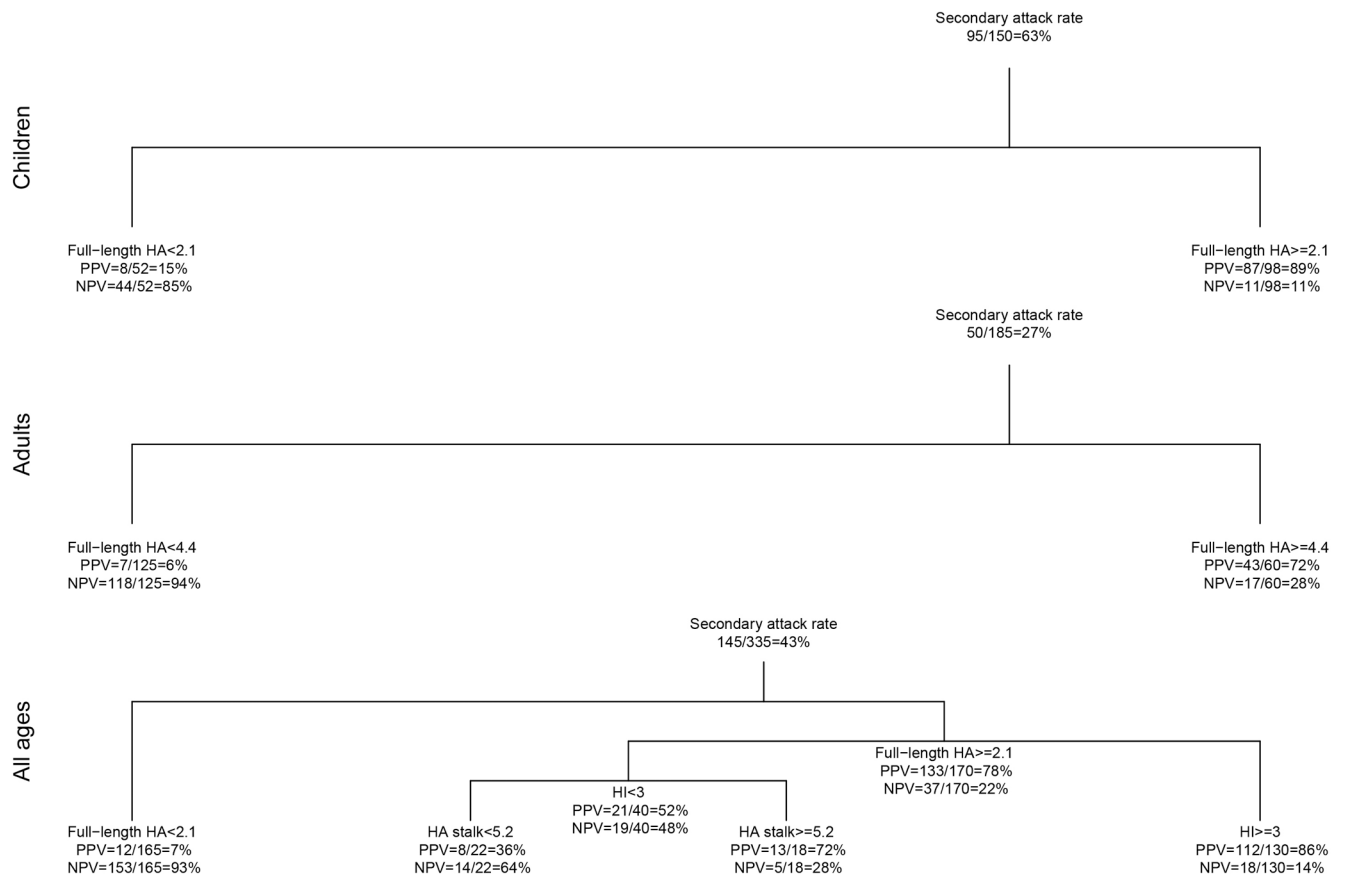 Children
Secondary attack rate
95/150=63%
Full−length HA<2.1
PPV=8/52=15%
NPV=44/52=85%
Full−length HA>=2.1
PPV=87/98=89%
NPV=11/98=11%
Adults
Secondary attack rate
50/185=27%
Full−length HA<4.4
PPV=7/125=6%
NPV=118/125=94%
Full−length HA>=4.4
PPV=43/60=72%
NPV=17/60=28%
All ages
Secondary attack rate
145/335=43%
Full−length HA>=2.1
PPV=133/170=78%
NPV=37/170=22%
HI<3
PPV=21/40=52%
NPV=19/40=48%
Full−length HA<2.1
PPV=12/165=7%
NPV=153/165=93%
HA stalk<5.2
PPV=8/22=36%
NPV=14/22=64%
HA stalk>=5.2
PPV=13/18=72%
NPV=5/18=28%
HI>=3
PPV=112/130=86%
NPV=18/130=14%